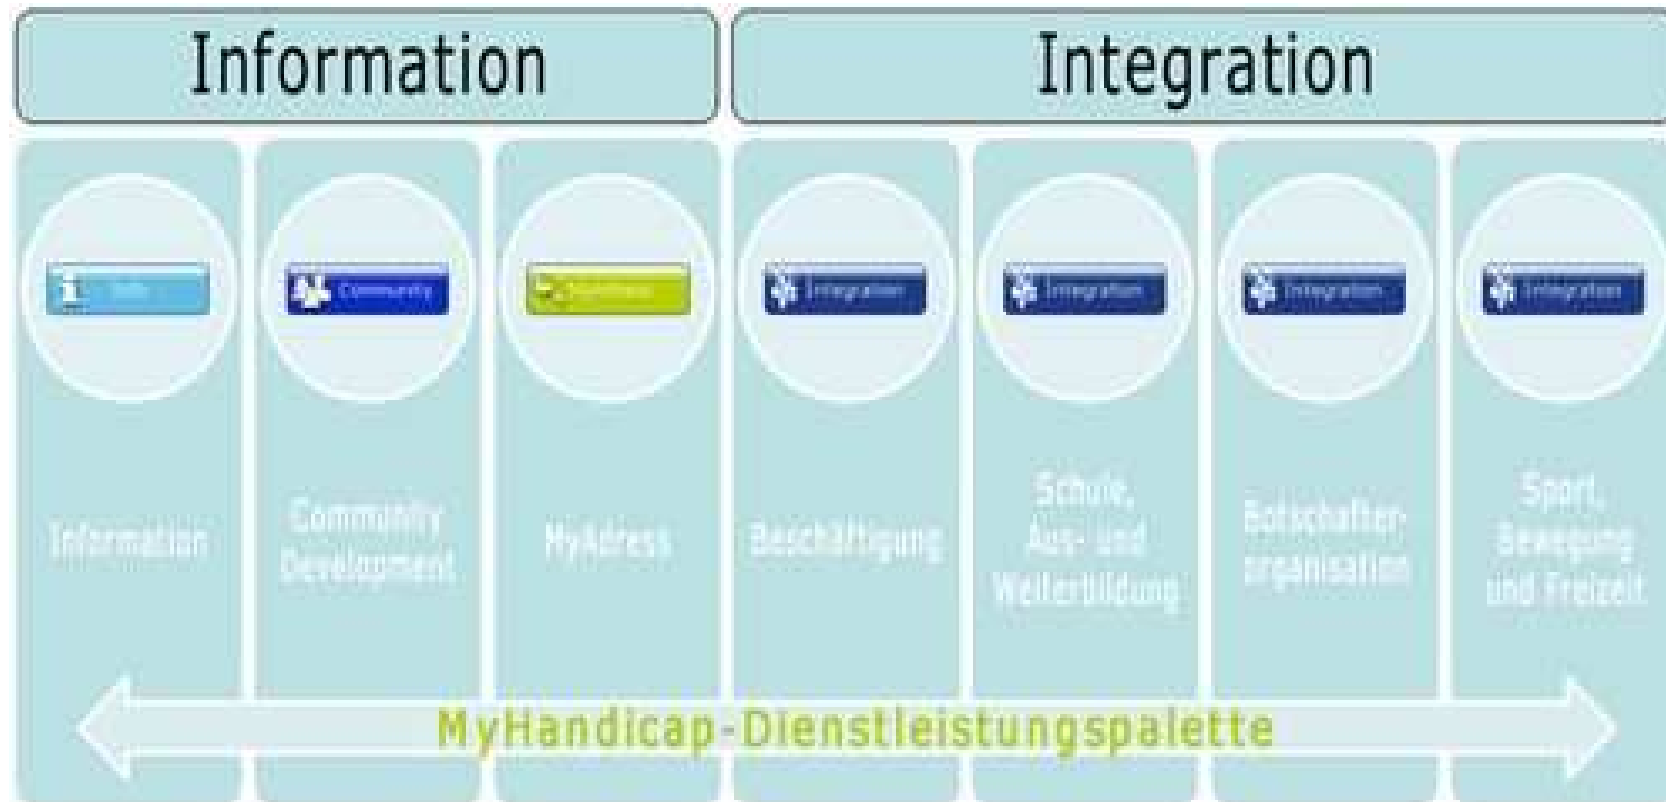 Information
Integration
Community
Integration
Integration
Integration
Integration
Information
Community
Development
MyAdress
Beschäftigung
Schule,
Aus- und
Weiterbildung
Botschafter-
organisation
Sport,
Bewegung
und Freizeit
MyHandicap-Dienstleistungspalette